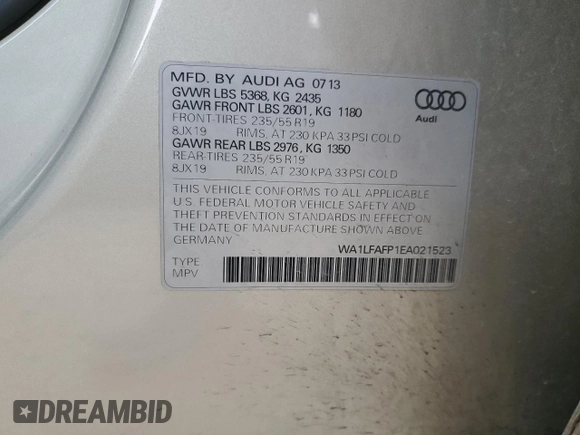 MFD. BY AUDI AG 07 13
GVWR LBS 5368, KG 2435
GAWR FRONT LBS 2601, KG 1180
FRONT-TIRES 235/55 R19
8JX19 RIMS, AT 230 KPA 33 PSI COLD
GAWR REAR LBS 2976, KG 1350
REAR-TIRES 235/55 R19
8JX19 RIMS, AT 230 KPA 33 PSI COLD
Audi
THIS VEHICLE CONFORMS TO ALL APPLICABLE
U.S. FEDERAL MOTOR VEHICLE SAFETY AND
THEFT PREVENTION STANDARDS IN EFFECT ON
THE DATE OF MANUFACTURE SHOWN ABOVE
GERMANY
WA1LFAFP1EA021523
TYPE
MPV
DREAMBID